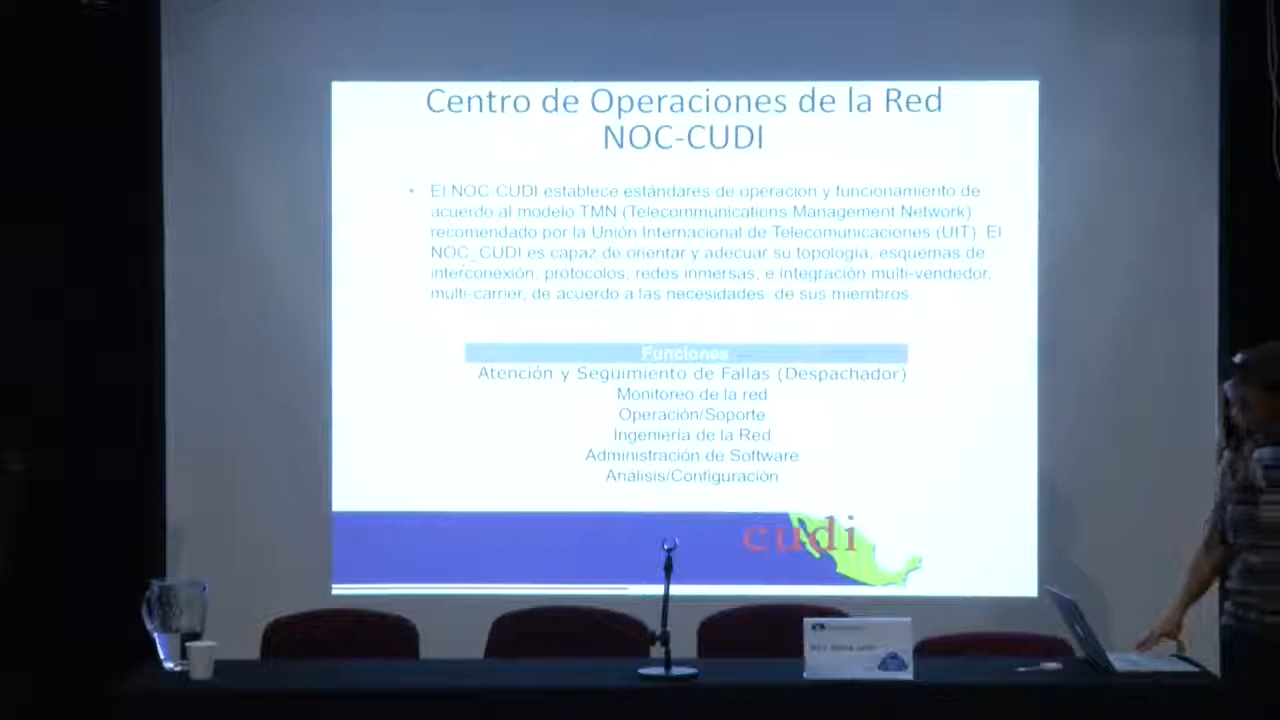 Centro de Operaciones de la Red
NOC-CUDI
• El NOC-CUDI establece estándares de operacion y funcionamiento de
acuerdo al modelo TMN (Telecommunications Management Network)
recomendado por la Unión Internacional de Telecomunicaciones (UIT). El
NOC_CUDI es capaz de orientar y adecuar su topología, esquemas de
interconexión, protocolos, redes inmersas, e integración multi-vendedor,
multi-carrier, de acuerdo a las necesidades de sus miembros.
Funciones
Atención y Seguimiento de Fallas (Despachador)
Monitoreo de la red
Operación/Soporte
Ingeniería de la Red
Administración de Software
Análisis/Configuración
cudi